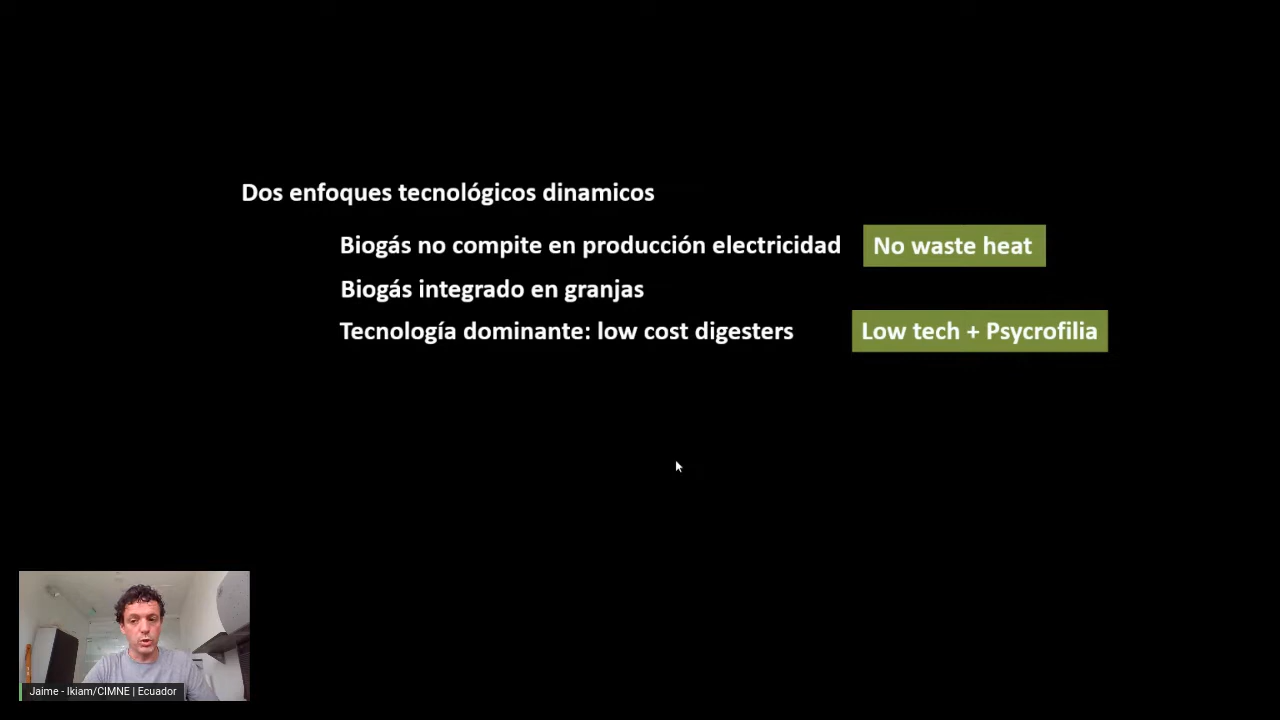 Dos enfoques tecnológicos dinamicos
Biogás no compite en producción electricidad No waste heat
Biogás integrado en granjas
Tecnología dominante: low cost digesters Low tech + Psycrofilia
Jaime - Ikiam/CIMNE | Ecuador